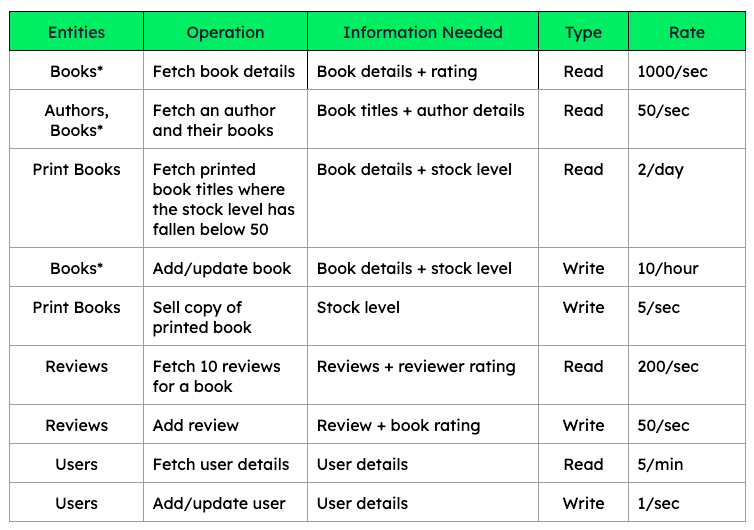 Entities Operation Information Needed Type Rate
Books* Fetch book details Book details + rating Read 1000/sec
Authors, Fetch an author Book titles + author details Read 50/sec
Books* and their books
Print Books Fetch printed Book details + stock level Read 2/day
book titles where
the stock level has
fallen below 50
Books* Add/update book Book details + stock level Write 10/hour
Print Books Sell copy of Stock level Write 5/sec
printed book
Reviews Fetch 10 reviews Reviews + reviewer rating Read 200/sec
for a book
Reviews Add review Review + book rating Write 50/sec
Users Fetch user details User details Read 5/min
Users Add/update user User details Write 1/sec